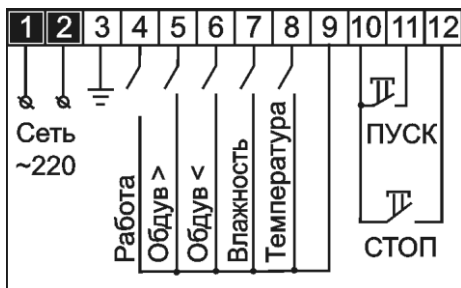 1 2 3 4 5 6 7 8 9 10 11 12
Сеть
~220
Работа
Обдув >
Обдув <
Влажность
Температура
ПУСК
СТОП